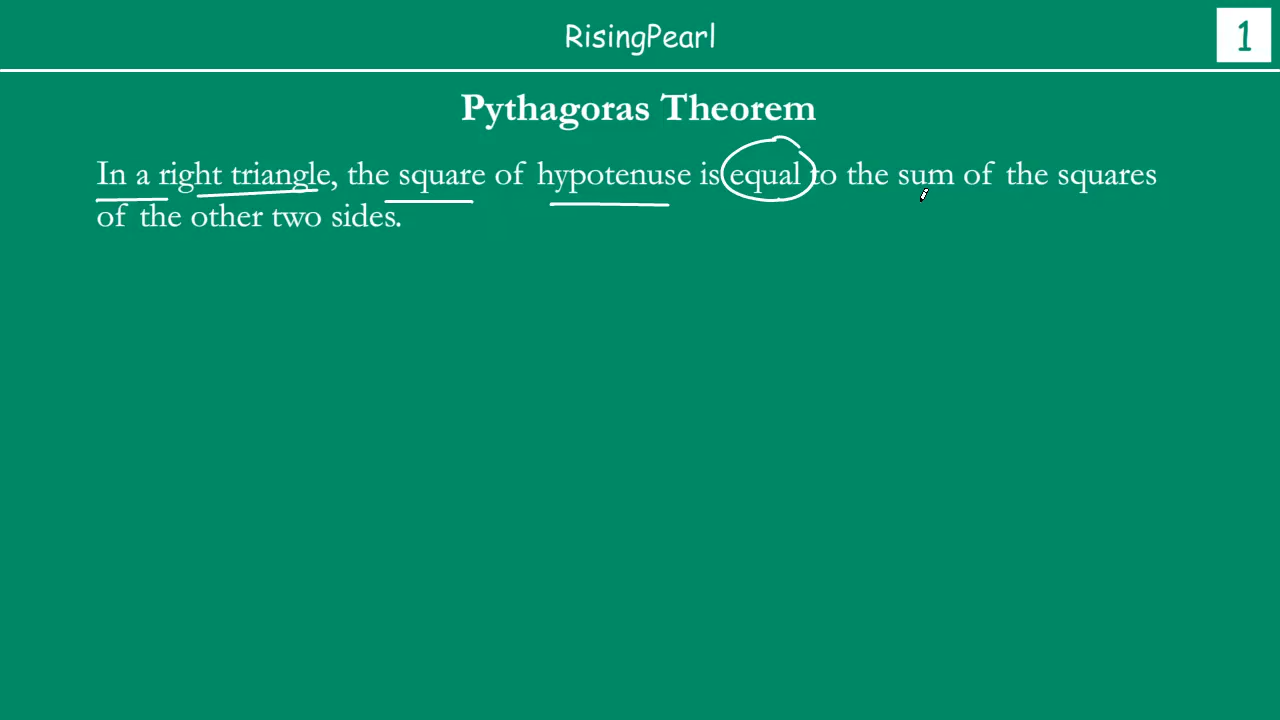 RisingPearl
1
Pythagoras Theorem
In a right triangle, the square of hypotenuse is equal to the sum of the squares
of the other two sides.